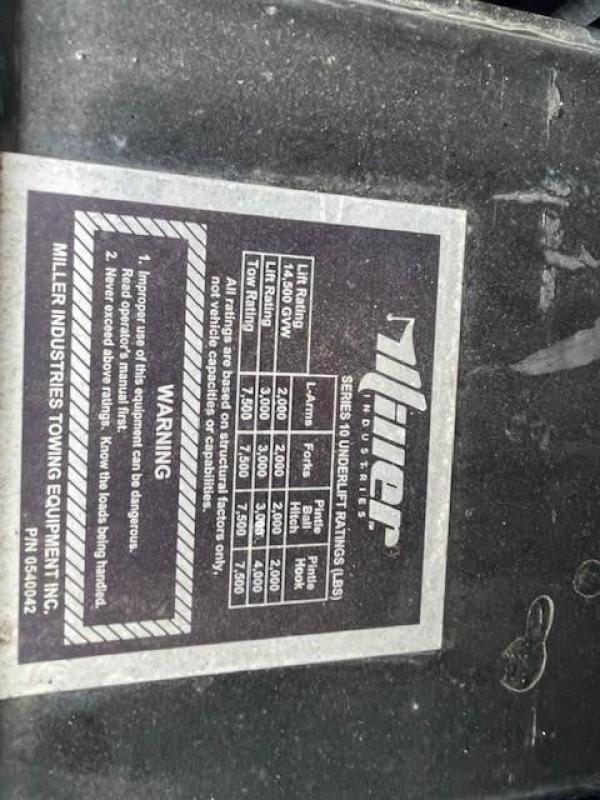 Miller
INDUSTRIES
SERIES 10 UNDERLIFT RATINGS (LBS)
L-Arms Forks Pintle Ball Hitch Pintle Hook
Lift Rating 14,500 GVW 2,000 2,000 2,000 2,000
Lift Rating 3,000 3,000 3,000 4,000
Tow Rating 7,500 7,500 7,500 7,500
All ratings are based on structural factors only,
not vehicle capacities or capabilities.
WARNING
1. Improper use of this equipment can be dangerous.
Read operator's manual first.
2. Never exceed above ratings. Know the loads being handled.
MILLER INDUSTRIES TOWING EQUIPMENT INC.
P/N 0540042